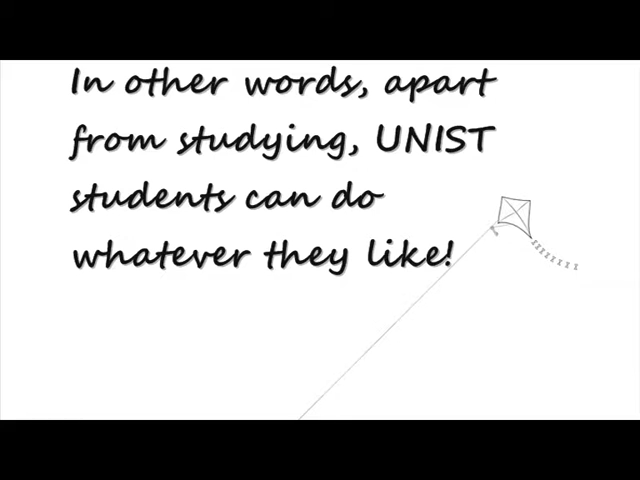 In other words, apart
from studying, UNIST
students can do
whatever they like!